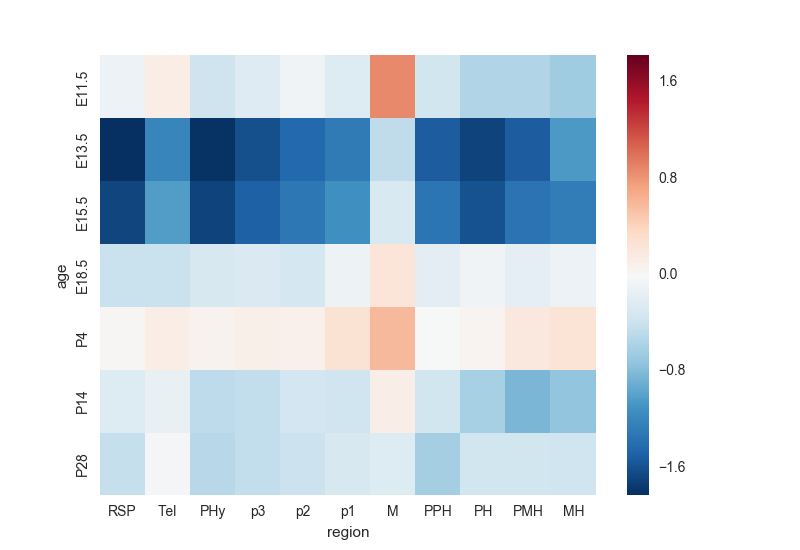 E11.5
E13.5
E15.5
E18.5
P4
P14
P28
age
RSP Tel PHy p3 p2 p1 M PPH PH PMH MH
region
1.6
0.8
0.0
−0.8
−1.6